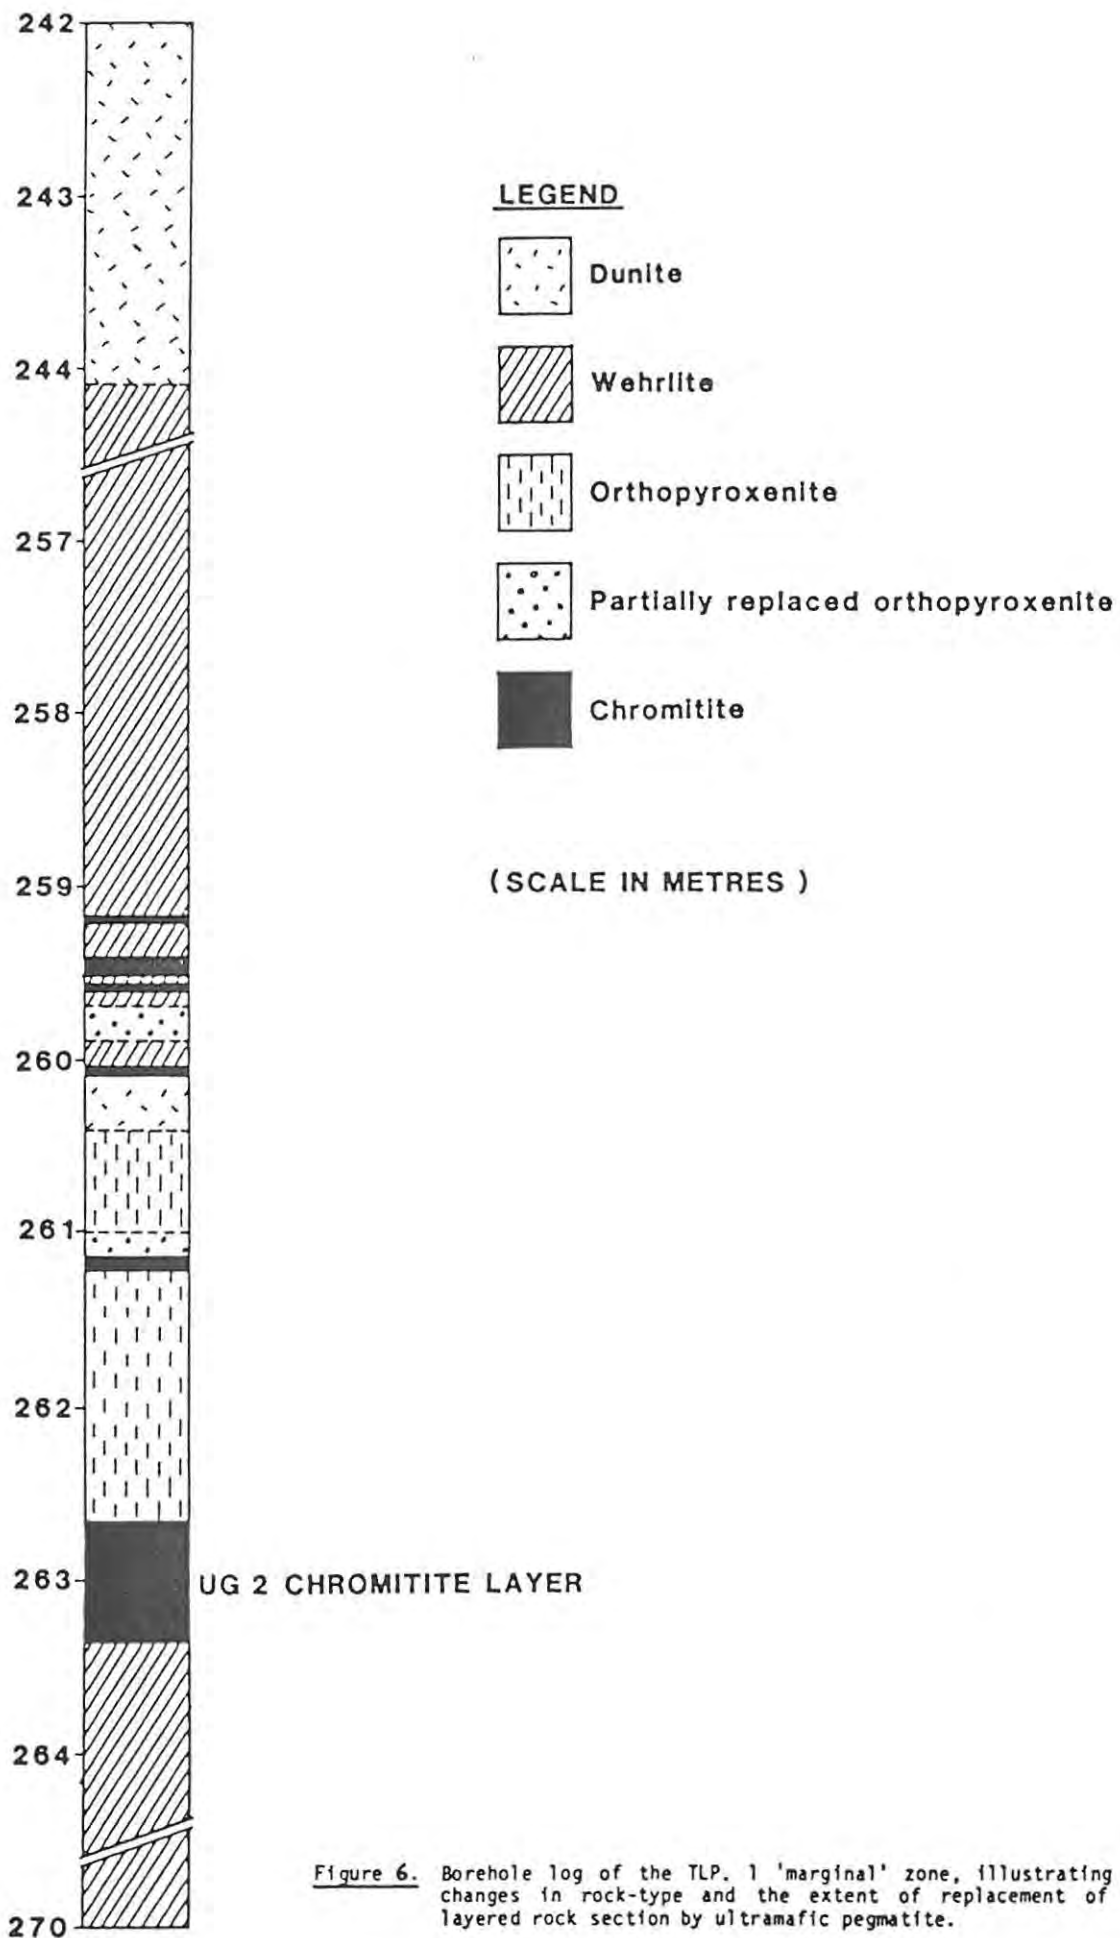 242
243
244
257
258
259
260
261
262
263
264
270
LEGEND
Dunite
Wehrlite
Orthopyroxenite
Partially replaced orthopyroxenite
Chromitite
(SCALE IN METRES )
UG 2 CHROMITITE LAYER
Figure 6. Borehole log of the TLP. 1 'marginal' zone, illustrating
changes in rock-type and the extent of replacement of
layered rock section by ultramafic pegmatite.